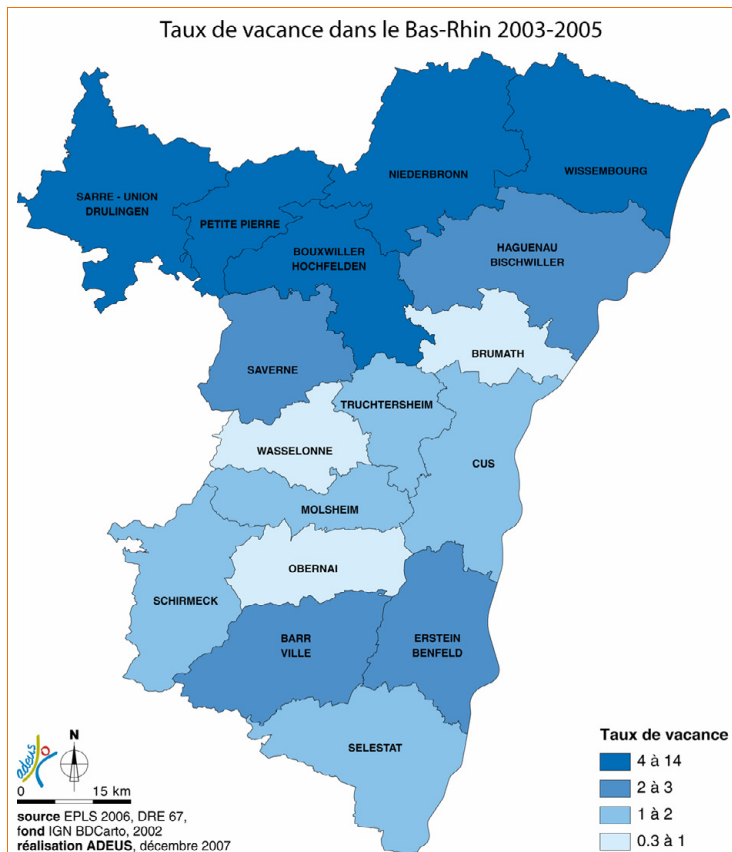 Taux de vacance dans le Bas-Rhin 2003-2005
NIEDERBRONN
WISSEMBOURG
SARRE - UNION
DRULINGEN
PETITE PIERRE
BOUXWILLER
HOCHFELDEN
HAGUENAU
BISCHWILLER
BRUMATH
SAVERNE
TRUCHTERSHEIM
WASSELONNE
CUS
MOLSHEIM
OBERNAI
SCHIRMECK
BARR
VILLE
ERSTEIN
BENFELD
SELESTAT
adeus
N
0 15 km
source EPLS 2006, DRE 67,
fond IGN BDCarto, 2002
réalisation ADEUS, décembre 2007
Taux de vacance
4 à 14
2 à 3
1 à 2
0.3 à 1